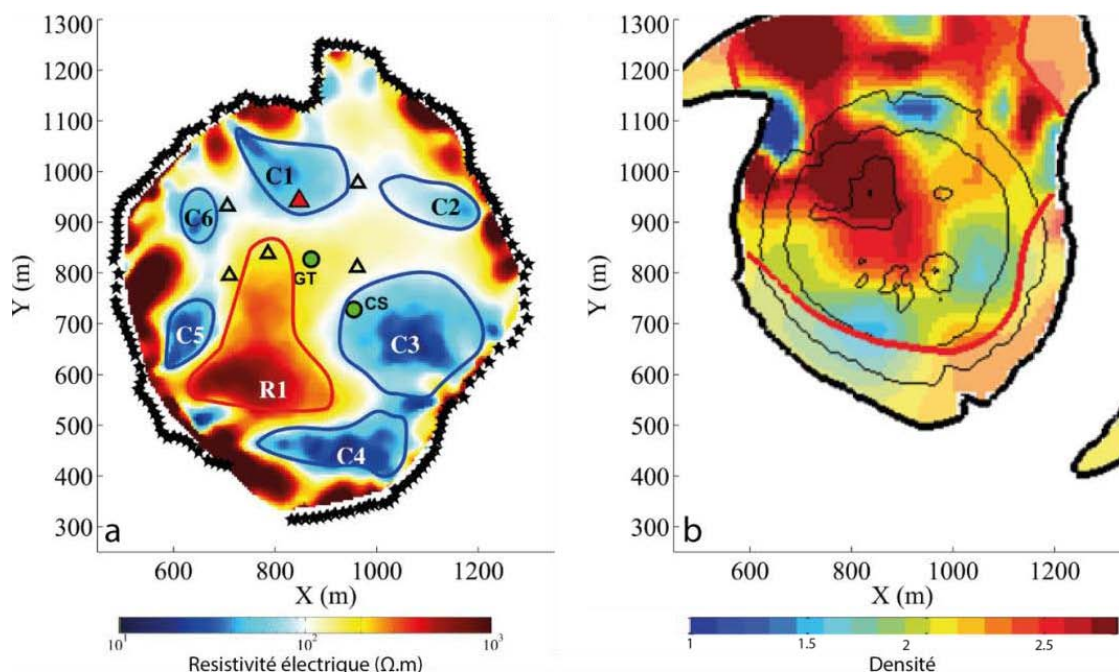 1300
1200
1100
1000
900
800
700
600
500
400
300
Y (m)
C1
C2
C6
GT
CS
C5
C3
R1
C4
a
600 800 1000 1200
X (m)
10¹ 10² 10³
Resistivité électrique (Ω.m)
1300
1200
1100
1000
900
800
700
600
500
400
300
Y (m)
b
600 800 1000 1200
X (m)
1 1.5 2 2.5
Densité